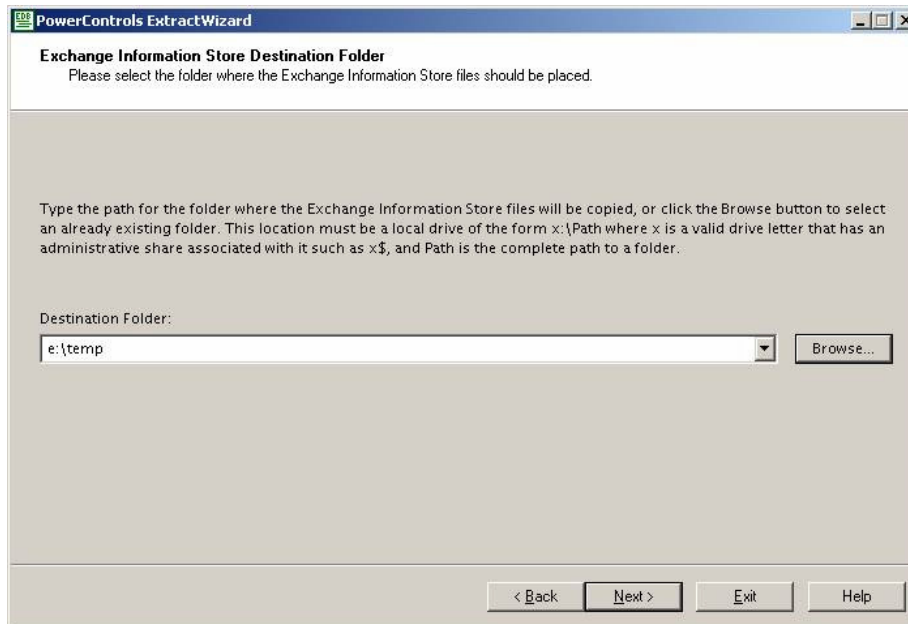 EDB PowerControls ExtractWizard
Exchange Information Store Destination Folder
Please select the folder where the Exchange Information Store files should be placed.
Type the path for the folder where the Exchange Information Store files will be copied, or click the Browse button to select
an already existing folder. This location must be a local drive of the form x:\Path where x is a valid drive letter that has an
administrative share associated with it such as x$, and Path is the complete path to a folder.
Destination Folder:
e:\temp Browse...
< Back Next > Exit Help